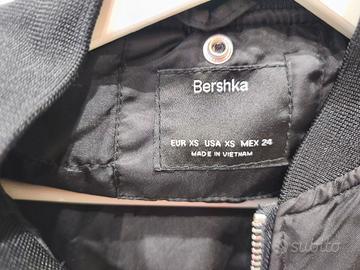 Bershka
EUR XS USA XS MEX 24
MADE IN VIETNAM
subito